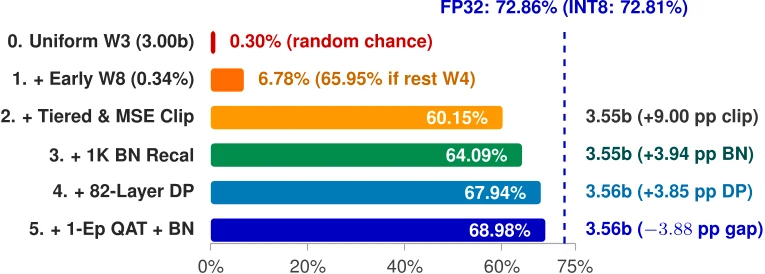 FP32: 72.86% (INT8: 72.81%)
0. Uniform W3 (3.00b) 0.30% (random chance)
1. + Early W8 (0.34%) 6.78% (65.95% if rest W4)
2. + Tiered & MSE Clip 60.15% 3.55b (+9.00 pp clip)
3. + 1K BN Recal 64.09% 3.55b (+3.94 pp BN)
4. + 82-Layer DP 67.94% 3.56b (+3.85 pp DP)
5. + 1-Ep QAT + BN 68.98% 3.56b (−3.88 pp gap)
0% 20% 40% 60% 75%